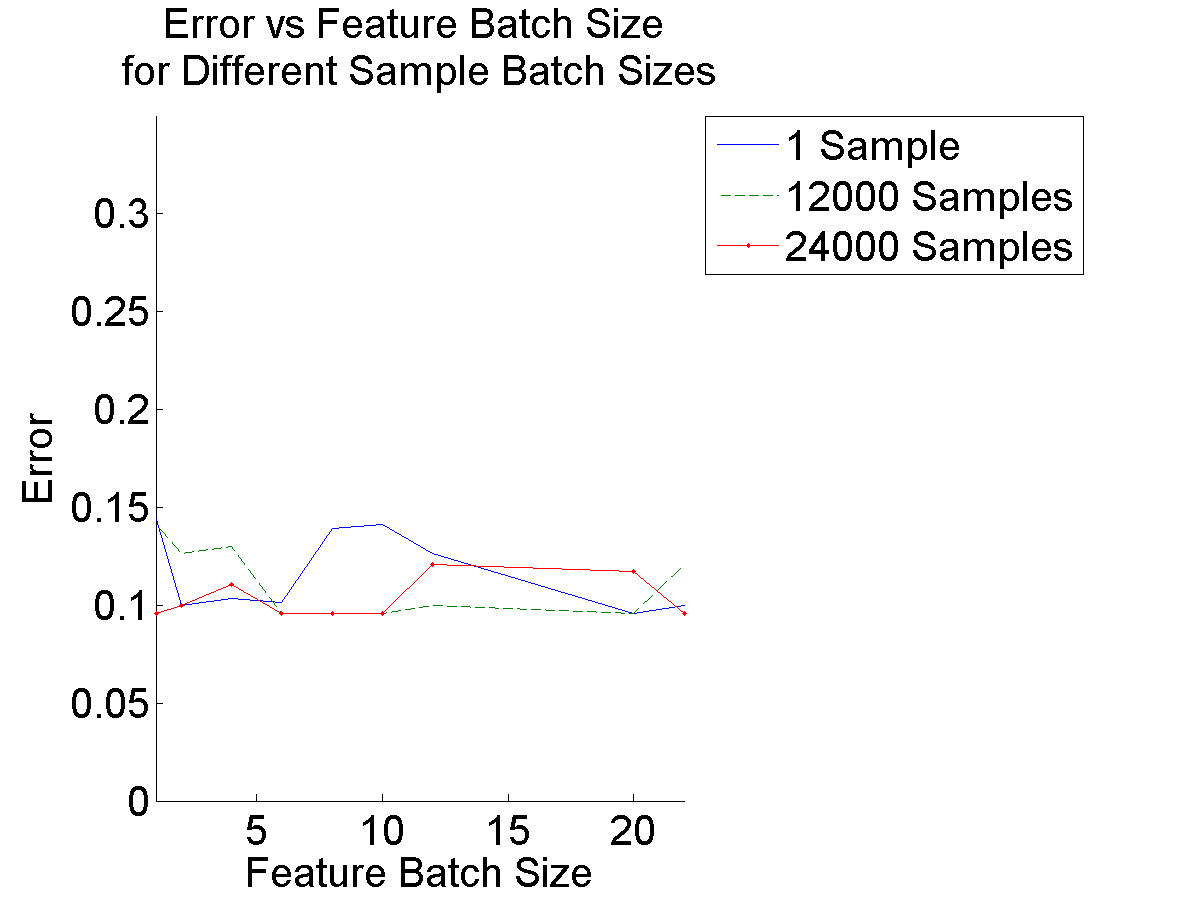 Error vs Feature Batch Size
for Different Sample Batch Sizes
1 Sample
12000 Samples
24000 Samples
0.3
0.25
0.2
0.15
0.1
0.05
0
Error
5 10 15 20
Feature Batch Size